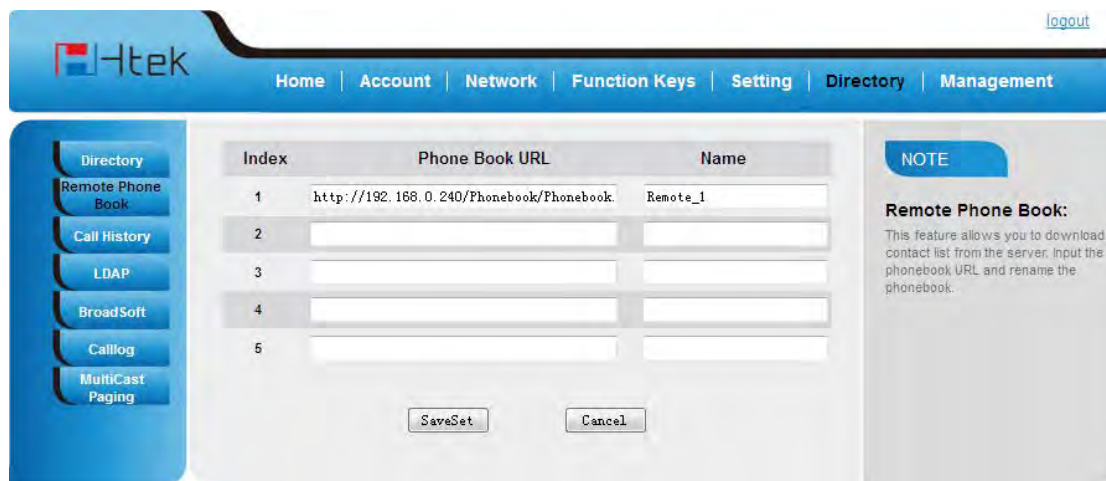 logout
Htek
Home | Account | Network | Function Keys | Setting | Directory | Management
Directory
Remote Phone
Book
Call History
LDAP
BroadSoft
Calllog
MultiCast
Paging
Index Phone Book URL Name
1 http://192.168.0.240/Phonebook/Phonebook. Remote_1
2
3
4
5
SaveSet Cancel
NOTE
Remote Phone Book:
This feature allows you to download
contact list from the server. Input the
phonebook URL and rename the
phonebook.